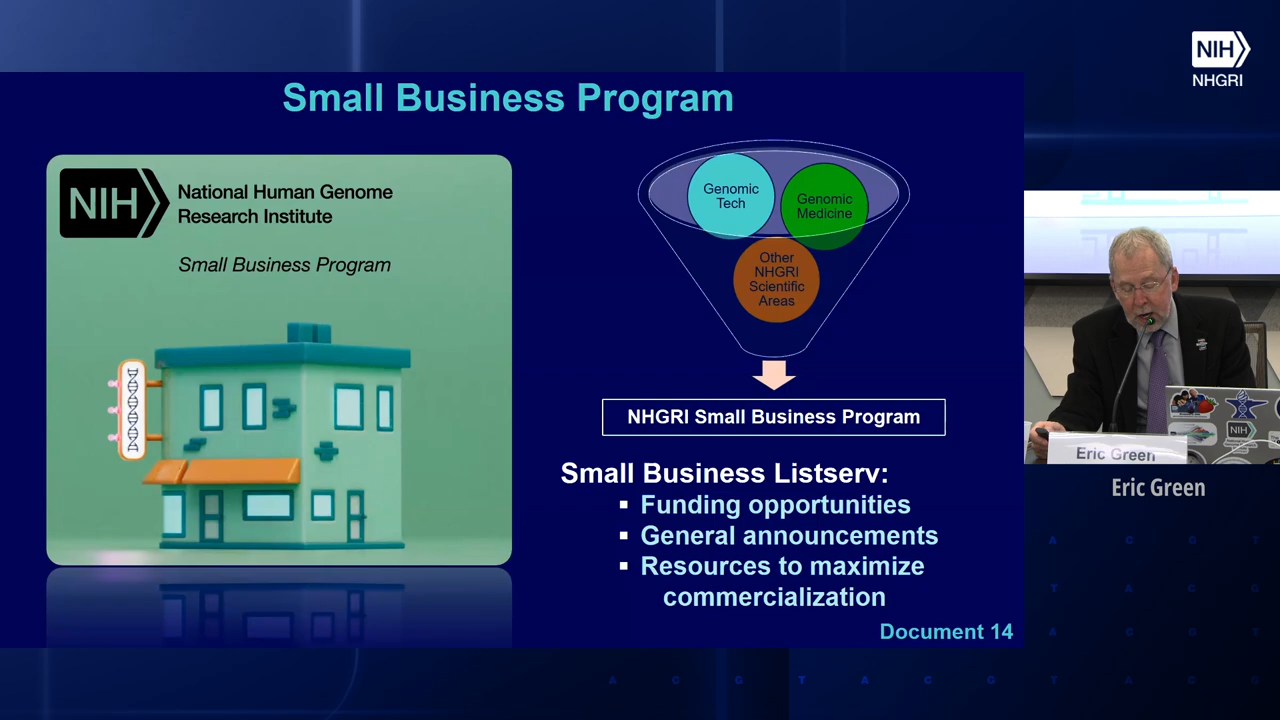 NIH
NHGRI
Small Business Program
NIH
National Human Genome
Research Institute
Small Business Program
Genomic
Tech
Genomic
Medicine
Other
NHGRI
Scientific
Areas
NHGRI Small Business Program
Small Business Listserv:
▪ Funding opportunities
▪ General announcements
▪ Resources to maximize
commercialization
Document 14
NIH
Eric Green
Eric Green
A C G T
T A C G
A C G T
A C G T A C G T A C G